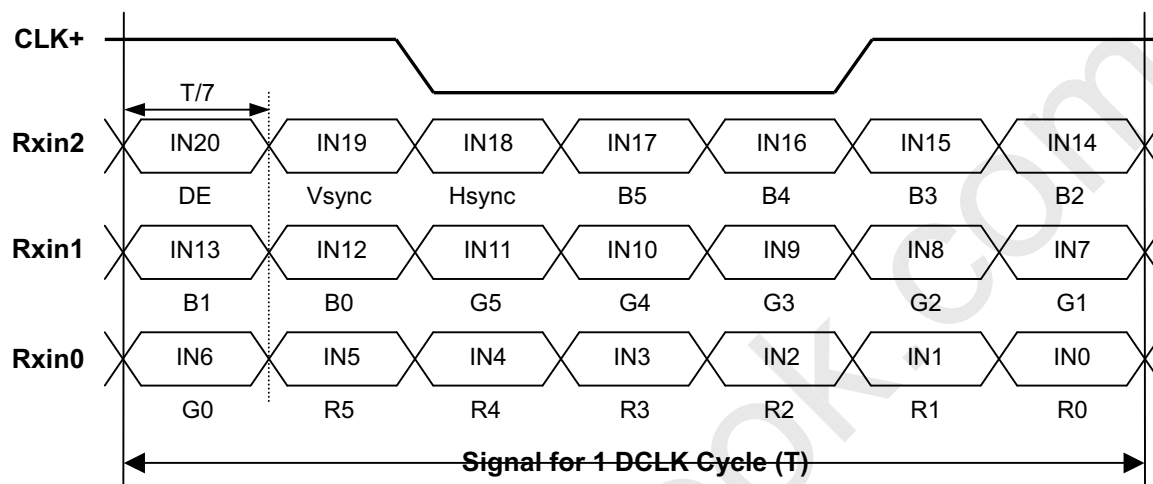 CLK+
T/7
Rxin2 IN20 IN19 IN18 IN17 IN16 IN15 IN14
DE Vsync Hsync B5 B4 B3 B2
Rxin1 IN13 IN12 IN11 IN10 IN9 IN8 IN7
B1 B0 G5 G4 G3 G2 G1
Rxin0 IN6 IN5 IN4 IN3 IN2 IN1 IN0
G0 R5 R4 R3 R2 R1 R0
Signal for 1 DCLK Cycle (T)
ok.com